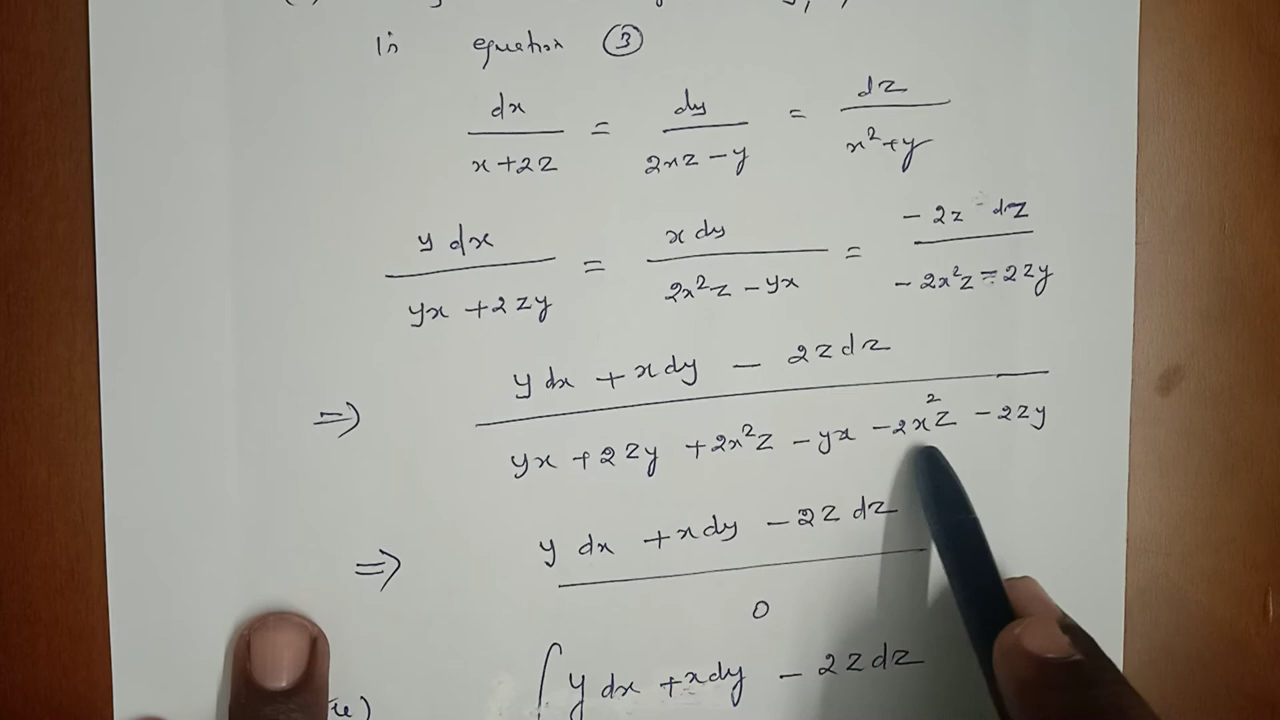 In equation ③
dx/(x+2z) = dy/(2xz-y) = dz/(x²+y)
y dx/(yx+2zy) = x dy/(2x²z-yx) = -2z dz/(-2x²z-2zy)
⇒ (y dx + x dy - 2z dz)/(yx+2zy+2x²z-yx-2x²z-2zy)
⇒ (y dx + x dy - 2z dz)/0
∫ y dx + x dy - 2z dz